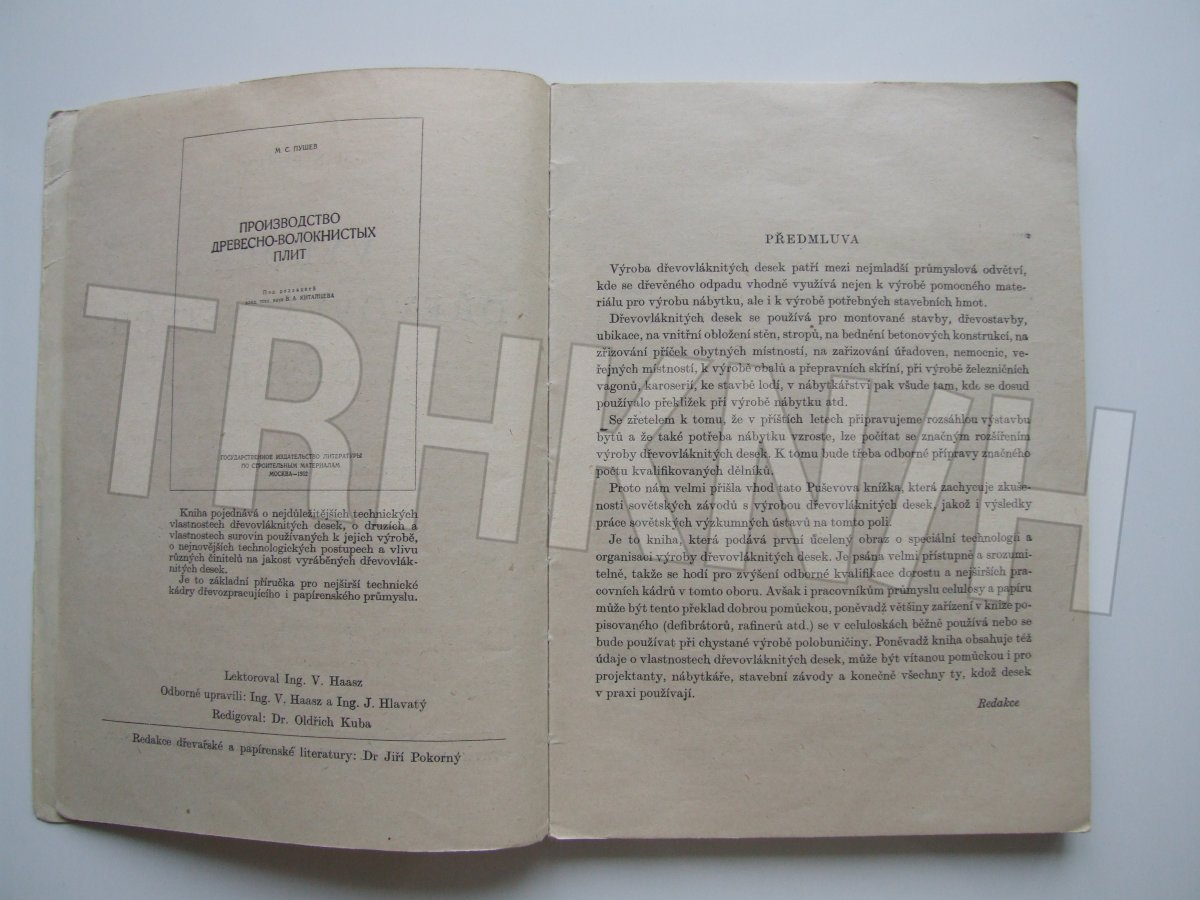 М. С. ПУШЕВ
ПРОИЗВОДСТВО
ДРЕВЕСНО-ВОЛОКНИСТЫХ
ПЛИТ
Под редакцией
канд. техн. наук В. А. КИТАЙЦЕВА
ГОСУДАРСТВЕННОЕ ИЗДАТЕЛЬСТВО ЛИТЕРАТУРЫ
ПО СТРОИТЕЛЬНЫМ МАТЕРИАЛАМ
МОСКВА—1952
Kniha pojednává o nejdůležitějších technických
vlastnostech dřevovláknitých desek, o druzích a
vlastnostech surovin používaných k jejich výrobě,
o nejnovějších technologických postupech a vlivu
různých činitelů na jakost vyráběných dřevovlák-
nitých desek.
Je to základní příručka pro nejširší technické
kádry dřevozpracujícího i papírenského průmyslu.
Lektoroval Ing. V. Haasz
Odborně upravili: Ing. V. Haasz a Ing. J. Hlavatý
Redigoval: Dr. Oldřich Kuba
Redakce dřevařské a papírenské literatury: Dr Jiří Pokorný
PŘEDMLUVA
Výroba dřevovláknitých desek patří mezi nejmladší průmyslová odvětví,
kde se dřevěného odpadu vhodně využívá nejen k výrobě pomocného mate-
riálu pro výrobu nábytku, ale i k výrobě potřebných stavebních hmot.
Dřevovláknitých desek se používá pro montované stavby, dřevostavby,
ubikace, na vnitřní obložení stěn, stropů, na bednění betonových konstrukcí, na
zřizování příček obytných místností, na zařizování úřadoven, nemocnic, ve-
řejných místností, k výrobě obalů a přepravních skříní, při výrobě železničních
vagonů, karoserií, ke stavbě lodí, v nábytkářství pak všude tam, kde se dosud
používalo překližek při výrobě nábytku atd.
Se zřetelem k tomu, že v příštích letech připravujeme rozsáhlou výstavbu
bytů a že také potřeba nábytku vzroste, lze počítat se značným rozšířením
výroby dřevovláknitých desek. K tomu bude třeba odborné přípravy značného
počtu kvalifikovaných dělníků.
Proto nám velmi přišla vhod tato Puševova knížka, která zachycuje zkuše-
nosti sovětských závodů s výrobou dřevovláknitých desek, jakož i výsledky
práce sovětských výzkumných ústavů na tomto poli.
Je to kniha, která podává první ucelený obraz o speciální technologii a
organisaci výroby dřevovláknitých desek. Je psána velmi přístupně a srozumi-
telně, takže se hodí pro zvýšení odborné kvalifikace dorostu a nejširších pra-
covních kádrů v tomto oboru. Avšak i pracovníkům průmyslu celulosy a papíru
může být tento překlad dobrou pomůckou, poněvadž většiny zařízení v knize po-
pisovaného (defibrátorů, rafinerů atd.) se v celuloskách běžně používá nebo se
bude používat při chystané výrobě polobuničiny. Poněvadž kniha obsahuje též
údaje o vlastnostech dřevovláknitých desek, může být vítanou pomůckou i pro
projektanty, nábytkáře, stavební závody a konečně všechny ty, kdož desek
v praxi používají.
Redakce
TRHKNIH